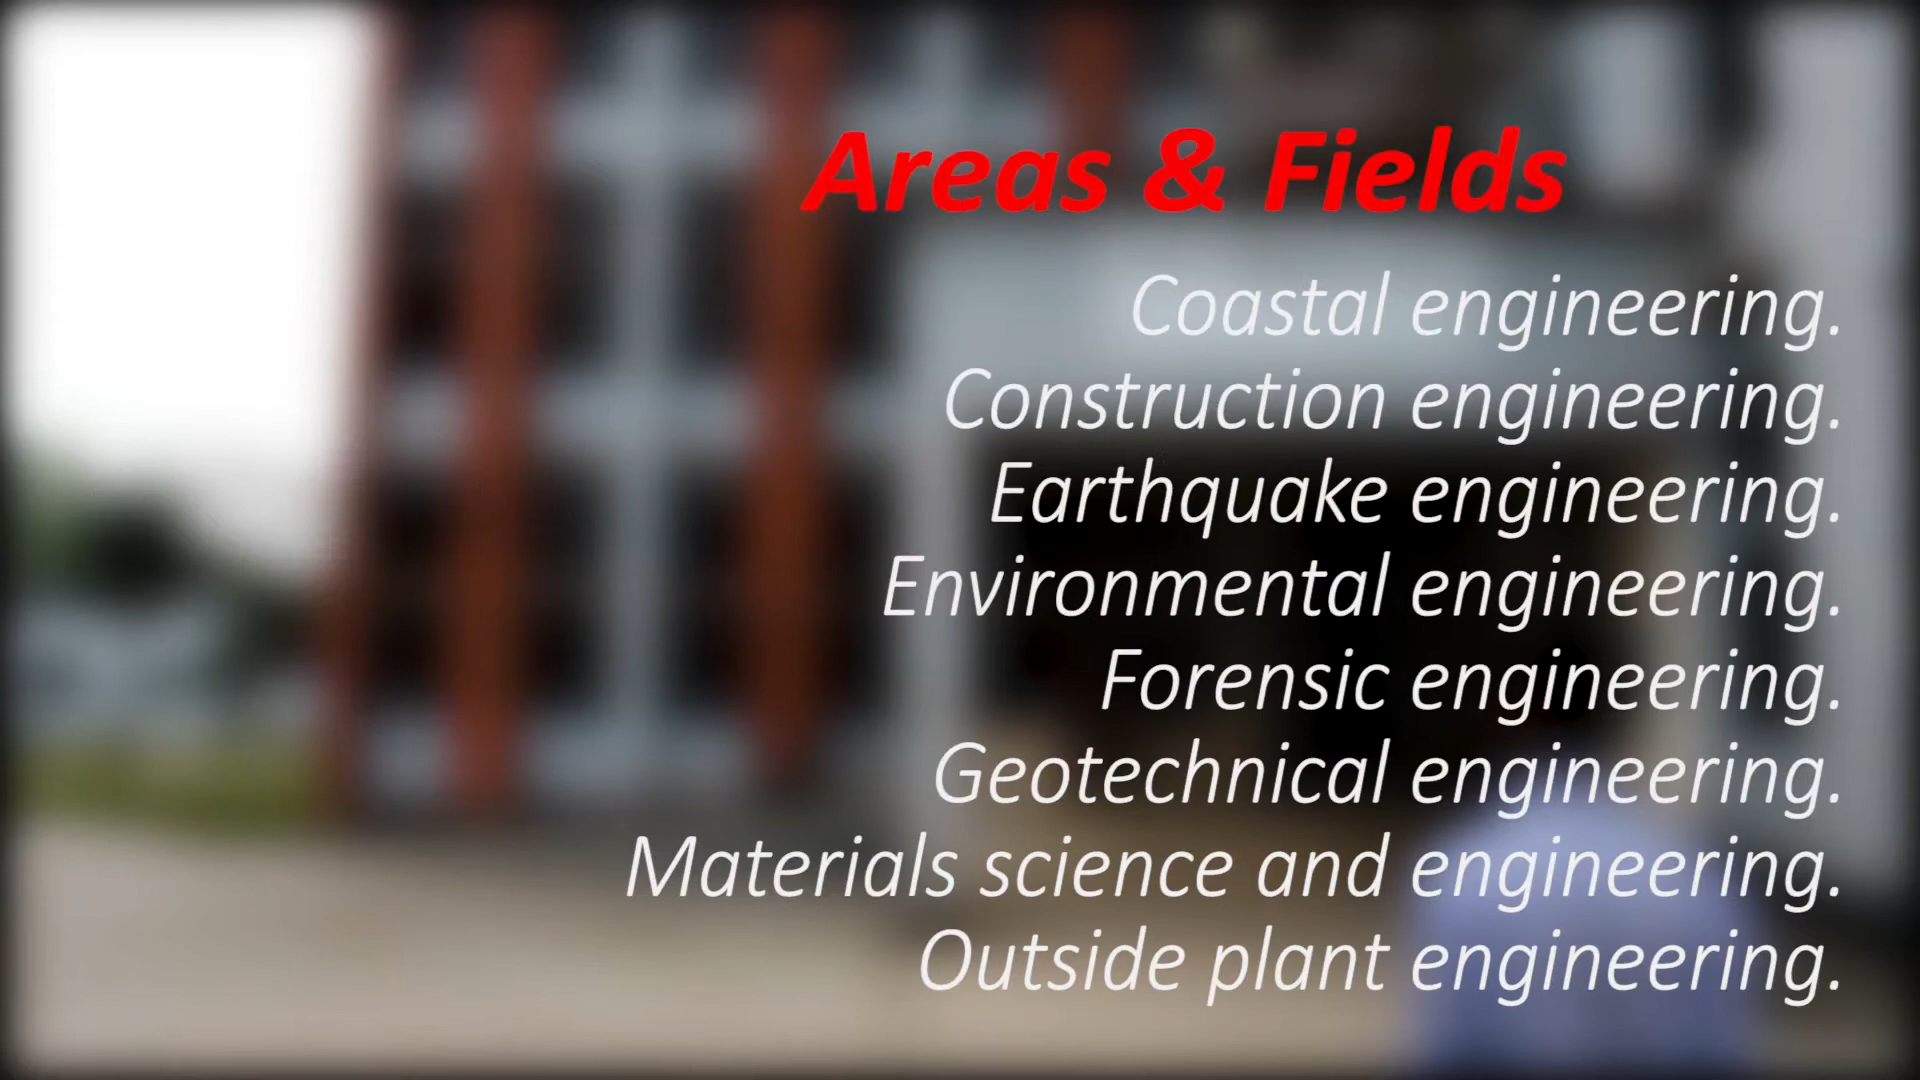 Areas & Fields
Coastal engineering.
Construction engineering.
Earthquake engineering.
Environmental engineering.
Forensic engineering.
Geotechnical engineering.
Materials science and engineering.
Outside plant engineering.